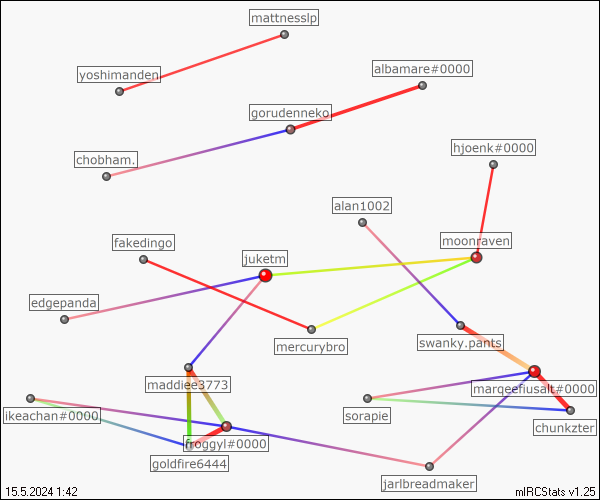 mattnesslp
albamare#0000
yoshimanden
gorudenneko
hjoenk#0000
chobham.
alan1002
moonraven
fakedingo
juketm
edgepanda
swanky.pants
mercurybro
maddiee3773
marqeefiusalt#0000
ikeachan#0000
sorapie
chunkzter
froggyl#0000
goldfire6444
jarlbreadmaker
15.5.2024 1:42
mIRCStats v1.25